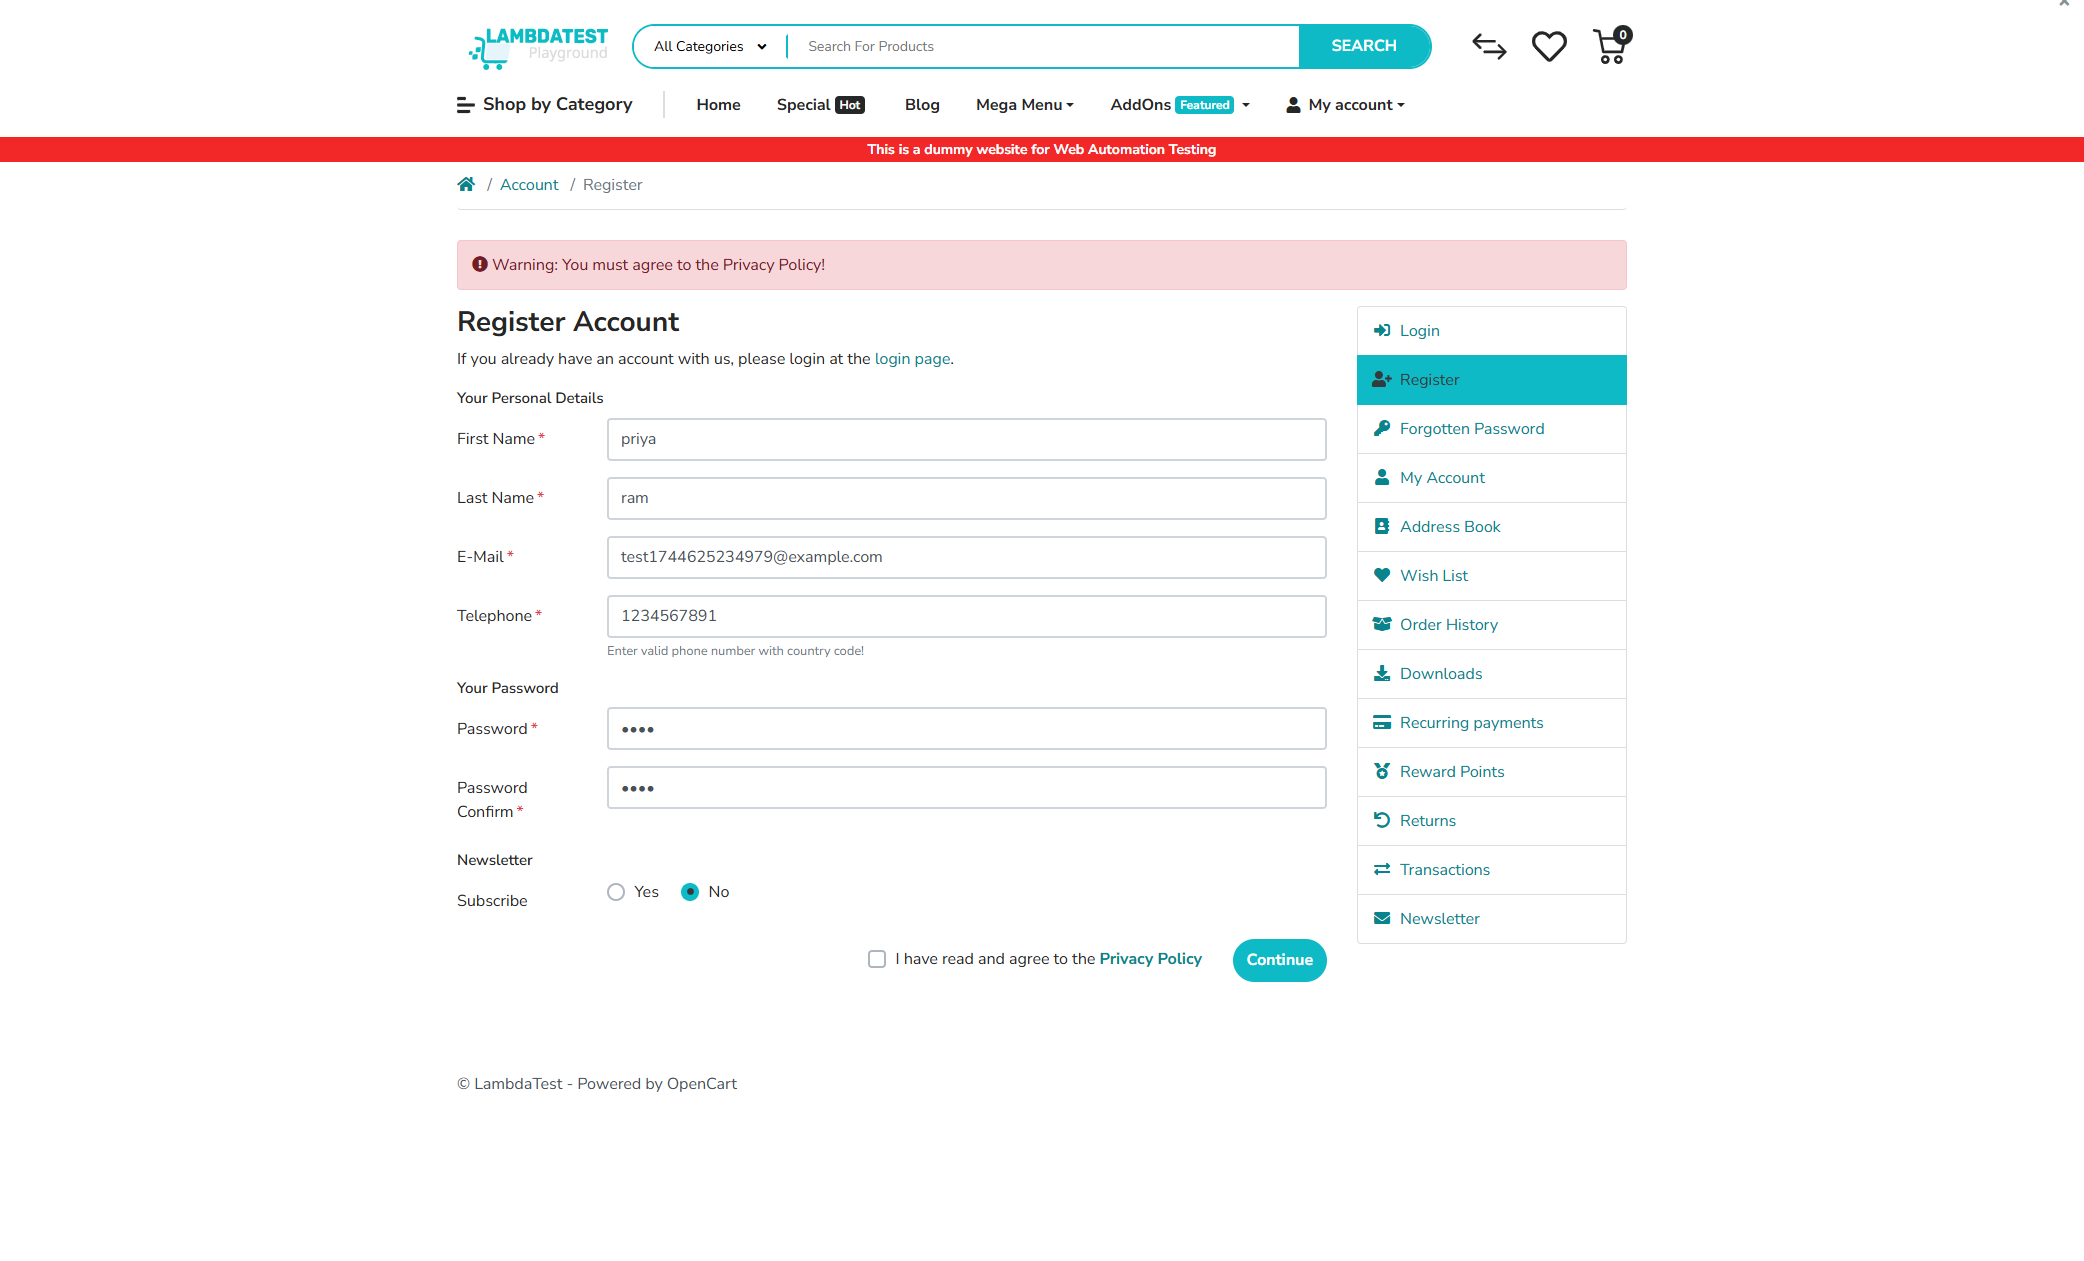 LAMBDATEST
Playground
All Categories
Search For Products
SEARCH
0
Shop by Category
Home
Special Hot
Blog
Mega Menu
AddOns Featured
My account
This is a dummy website for Web Automation Testing
/ Account / Register
Warning: You must agree to the Privacy Policy!
Register Account
If you already have an account with us, please login at the login page.
Your Personal Details
First Name *
priya
Last Name *
ram
E-Mail *
test1744625234979@example.com
Telephone *
1234567891
Enter valid phone number with country code!
Your Password
Password *
••••
Password
Confirm *
••••
Newsletter
Subscribe
Yes
No
I have read and agree to the Privacy Policy
Continue
Login
Register
Forgotten Password
My Account
Address Book
Wish List
Order History
Downloads
Recurring payments
Reward Points
Returns
Transactions
Newsletter
© LambdaTest - Powered by OpenCart